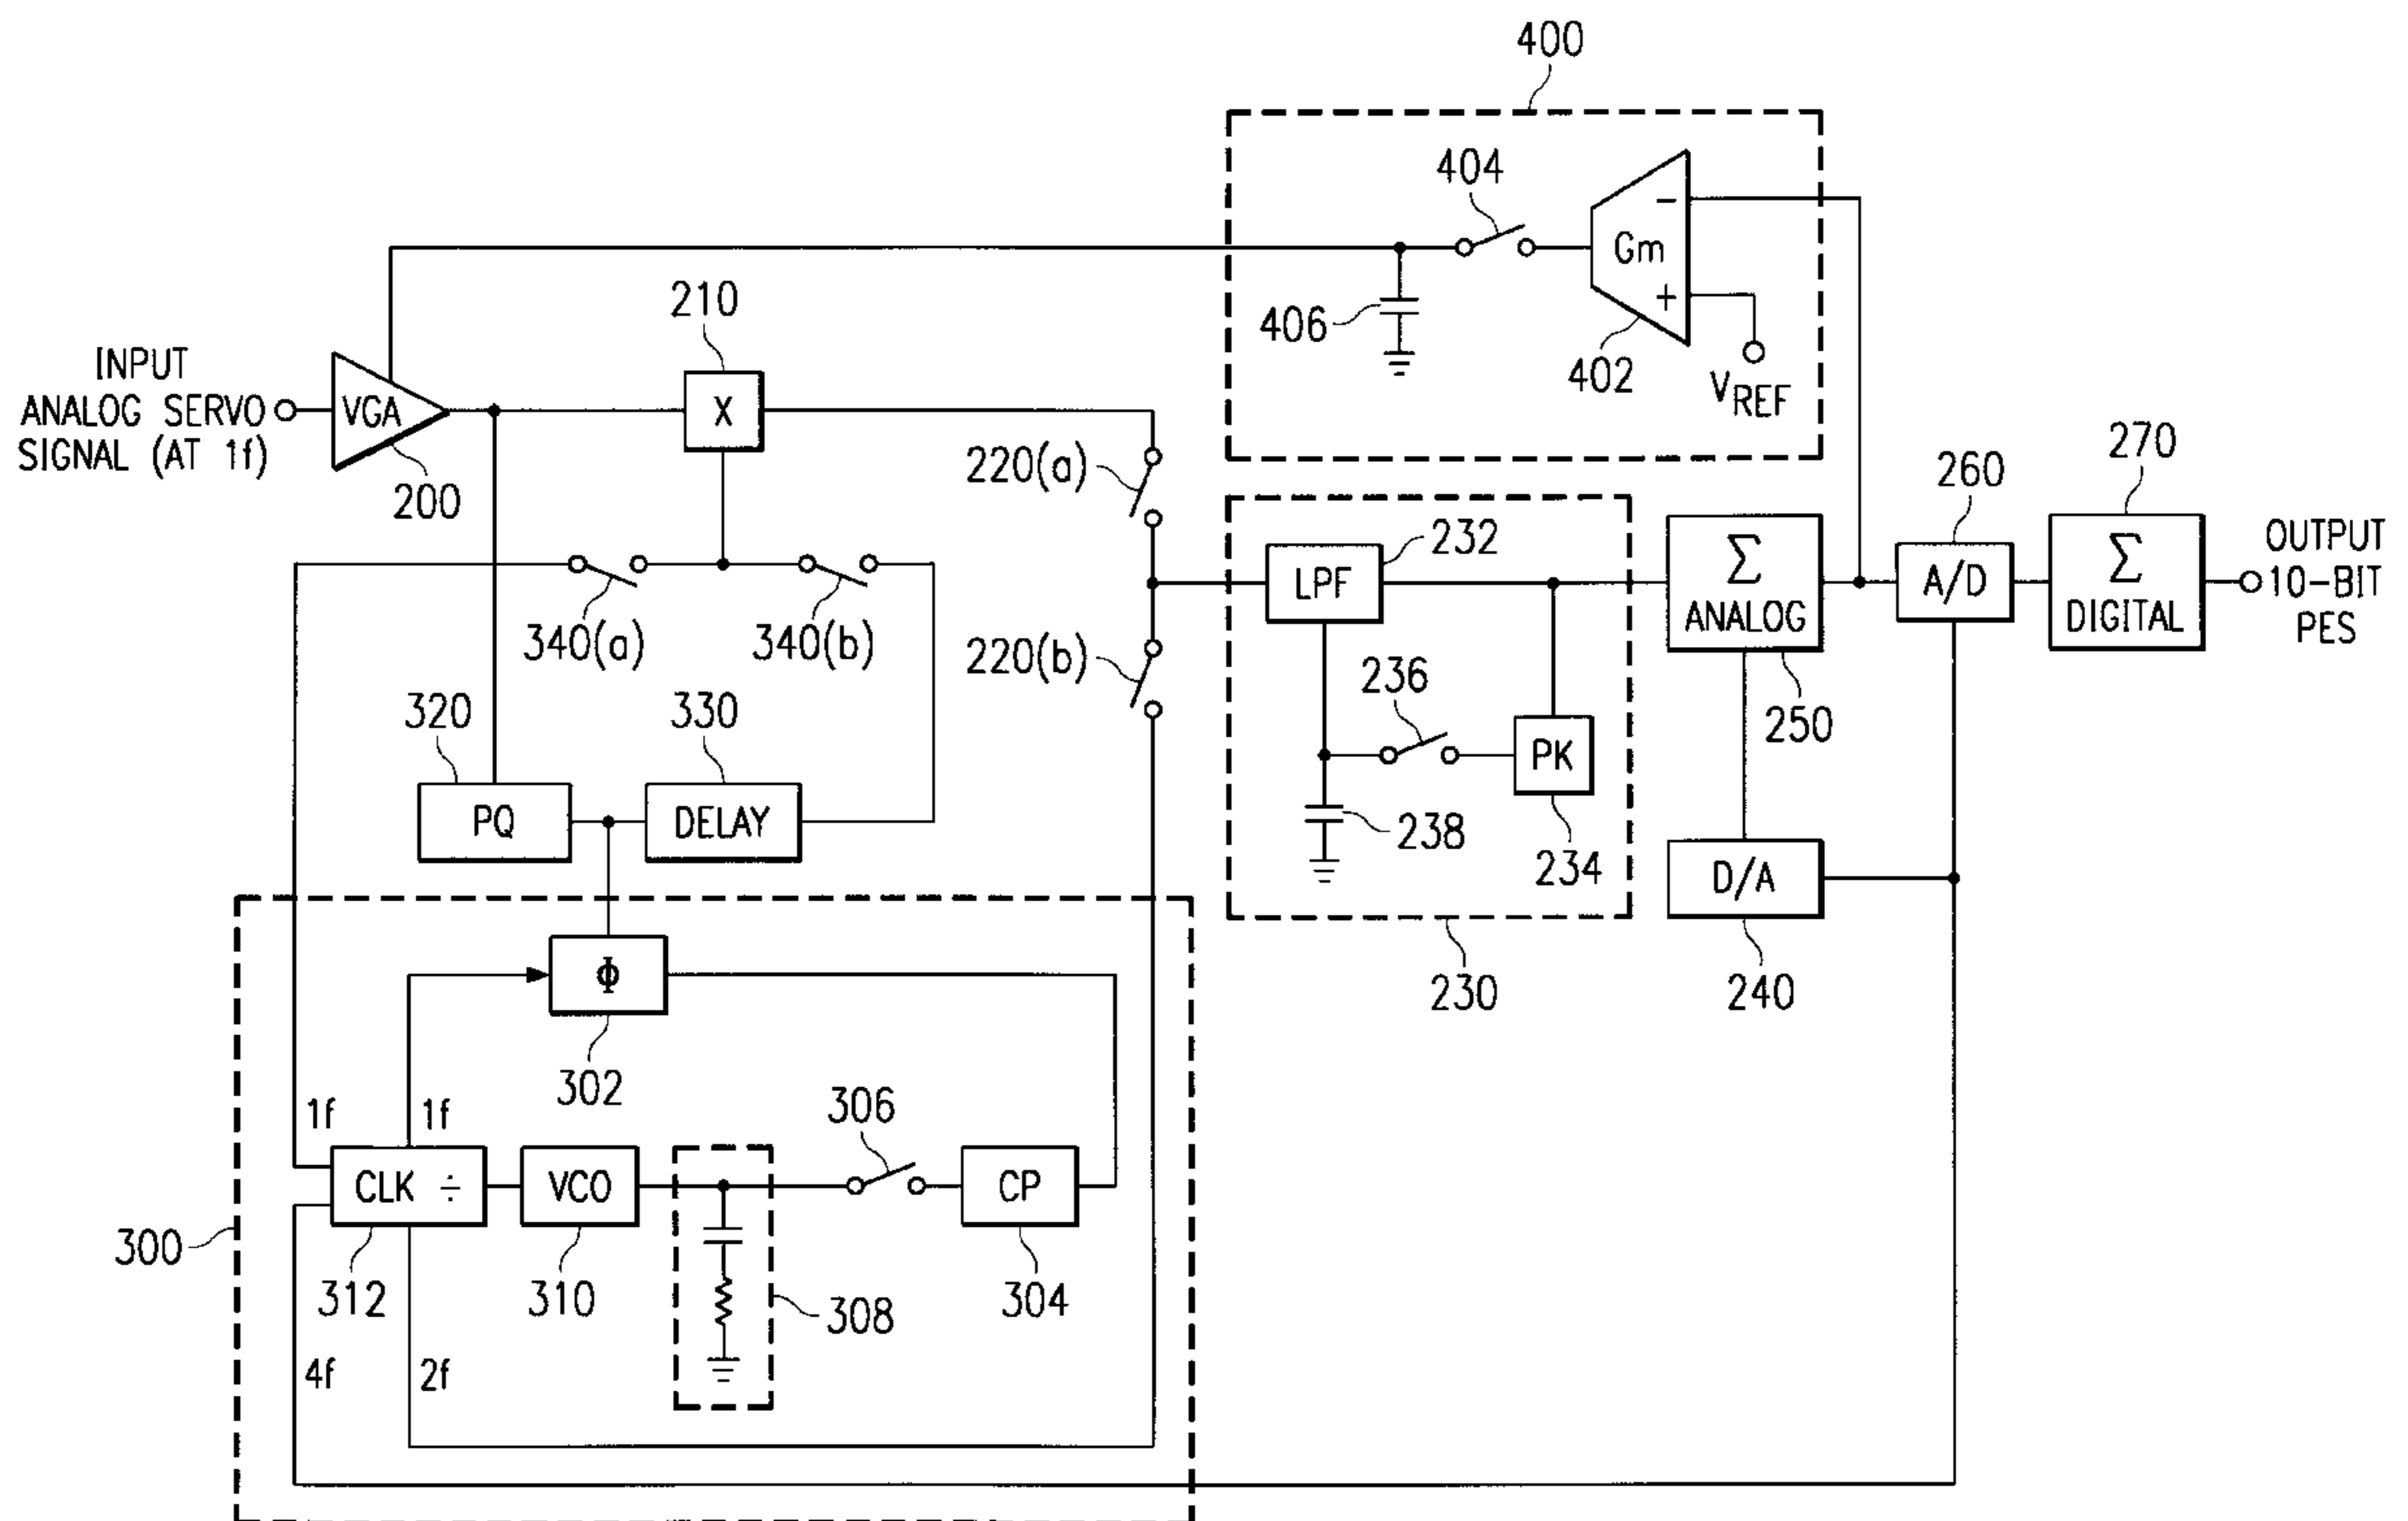 400
404
−
Gm
+
406
402
VREF
210
INPUT
ANALOG SERVO
SIGNAL (AT 1f)
VGA
200
X
220(a)
340(a)
340(b)
220(b)
232
LPF
236
PK
238
234
230
Σ
ANALOG
250
260
A/D
270
Σ
DIGITAL
OUTPUT
10-BIT
PES
D/A
240
320
PQ
330
DELAY
Φ
302
1f
1f
CLK ÷
312
VCO
310
306
CP
304
308
300
4f
2f